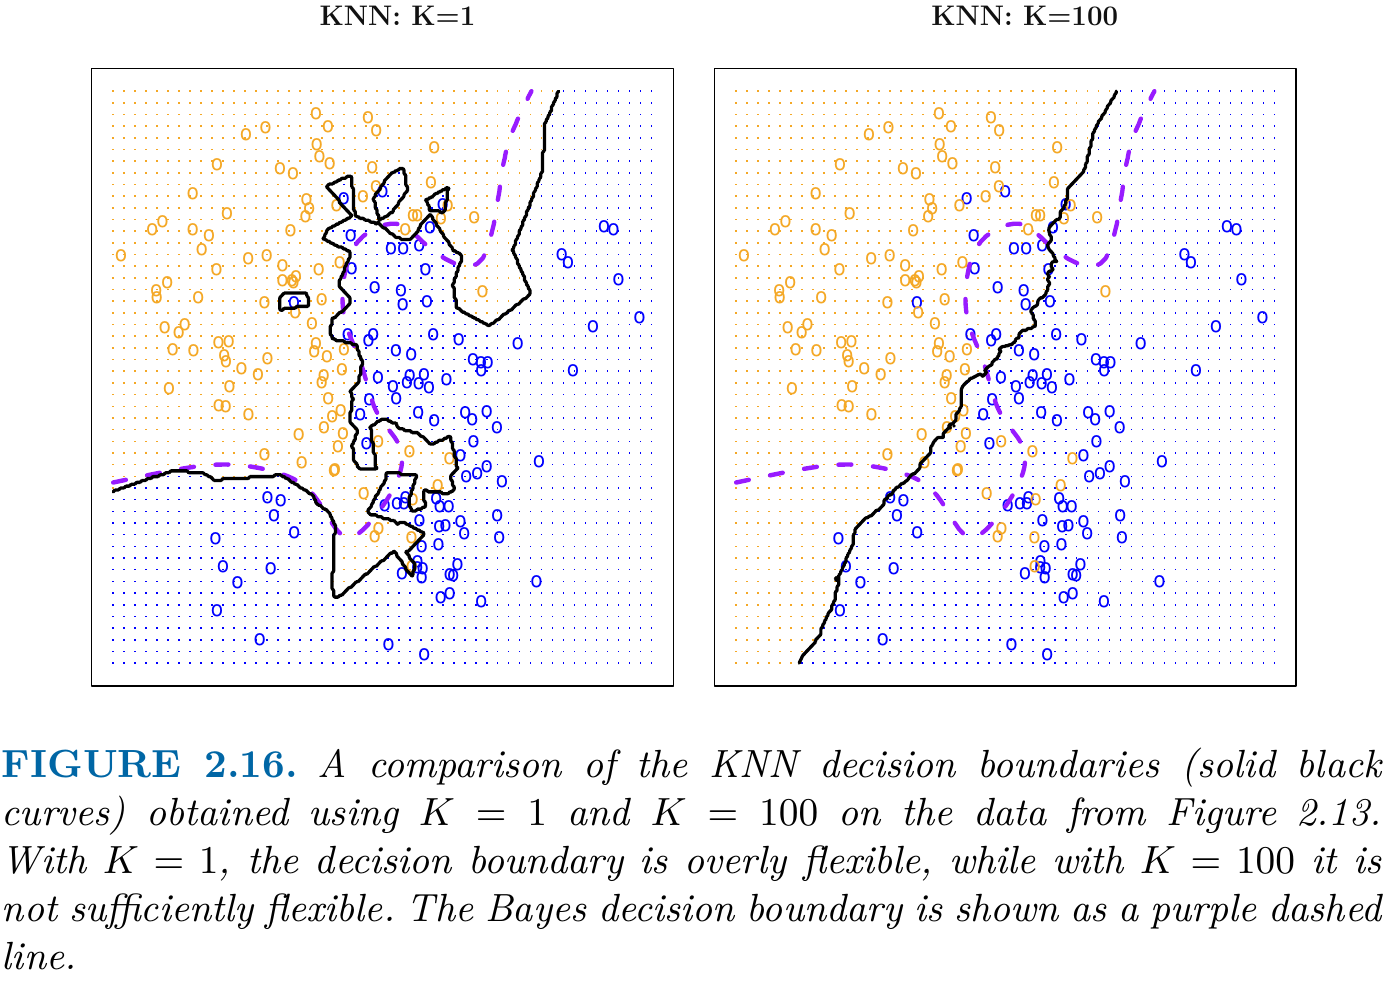 KNN: K=1
KNN: K=100
FIGURE 2.16. A comparison of the KNN decision boundaries (solid black
curves) obtained using K = 1 and K = 100 on the data from Figure 2.13.
With K = 1, the decision boundary is overly flexible, while with K = 100 it is
not sufficiently flexible. The Bayes decision boundary is shown as a purple dashed
line.